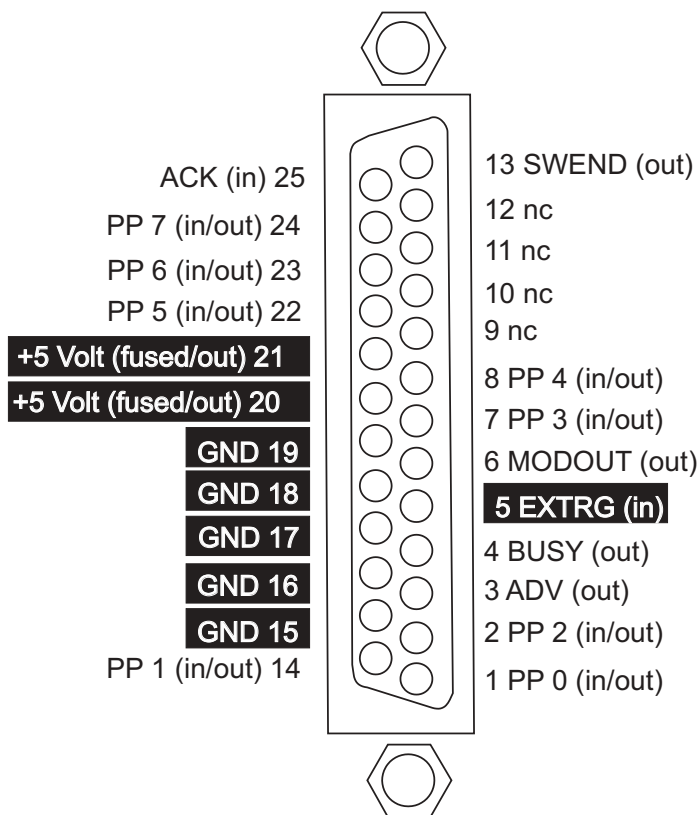 ACK (in) 25
PP 7 (in/out) 24
PP 6 (in/out) 23
PP 5 (in/out) 22
+5 Volt (fused/out) 21
+5 Volt (fused/out) 20
GND 19
GND 18
GND 17
GND 16
GND 15
PP 1 (in/out) 14
13 SWEND (out)
12 nc
11 nc
10 nc
9 nc
8 PP 4 (in/out)
7 PP 3 (in/out)
6 MODOUT (out)
5 EXTRG (in)
4 BUSY (out)
3 ADV (out)
2 PP 2 (in/out)
1 PP 0 (in/out)